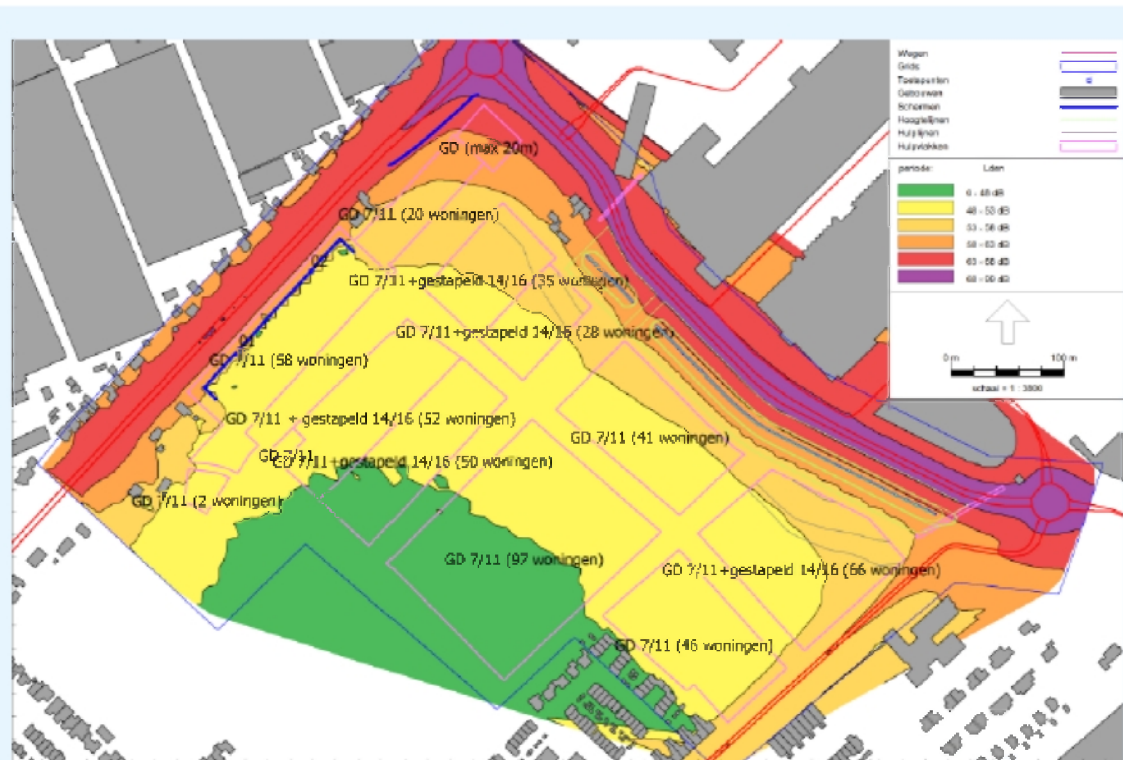 GD (max 20m)
GD 7/11 (20 woningen)
GD 7/11+gestapeld 14/16 (35 woningen)
GD 7/11+gestapeld 14/16 (28 woningen)
02
01
GD 7/11 (58 woningen)
GD 7/11 + gestapeld 14/16 (52 woningen)
GD 7/11 (41 woningen)
GD 7/11
GD 7/11+gestapeld 14/16 (50 woningen)
GD 7/11 (2 woningen)
GD 7/11 (97 woningen)
GD 7/11+gestapeld 14/16 (66 woningen)
GD 7/11 (46 woningen)
Wegen
Grids
Toetspunten
Gebouwen
Schermen
Hoogtelijnen
Hulplijnen
Hulpvlakken
periode: Lden
0 - 48 dB
48 - 53 dB
53 - 58 dB
58 - 63 dB
63 - 68 dB
68 - 90 dB
0 m 100 m